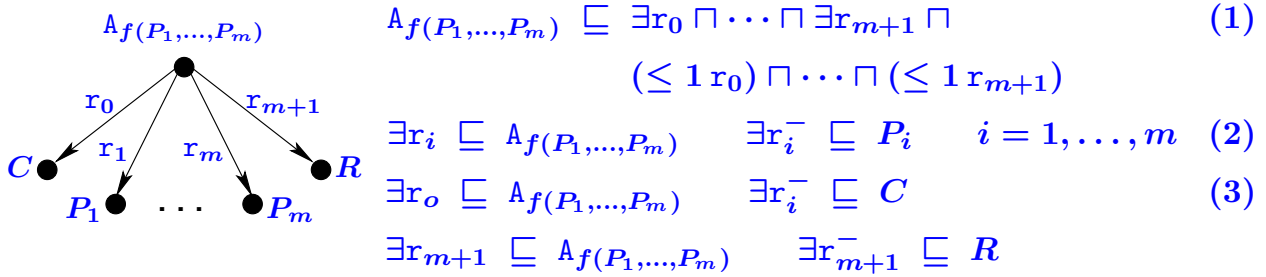 A_{f(P_1,...,P_m)}
r_0
r_{m+1}
r_1
r_m
C
R
P_1
. . .
P_m
A_{f(P_1,...,P_m)} ⊑ ∃r_0 ⊓ ··· ⊓ ∃r_{m+1} ⊓ (1)
(≤ 1 r_0) ⊓ ··· ⊓ (≤ 1 r_{m+1})
∃r_i ⊑ A_{f(P_1,...,P_m)} ∃r_i^- ⊑ P_i i = 1, . . . , m (2)
∃r_o ⊑ A_{f(P_1,...,P_m)} ∃r_i^- ⊑ C (3)
∃r_{m+1} ⊑ A_{f(P_1,...,P_m)} ∃r_{m+1}^- ⊑ R